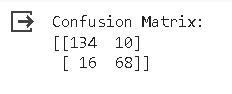 Confusion Matrix:
[[134  10]
 [ 16  68]]